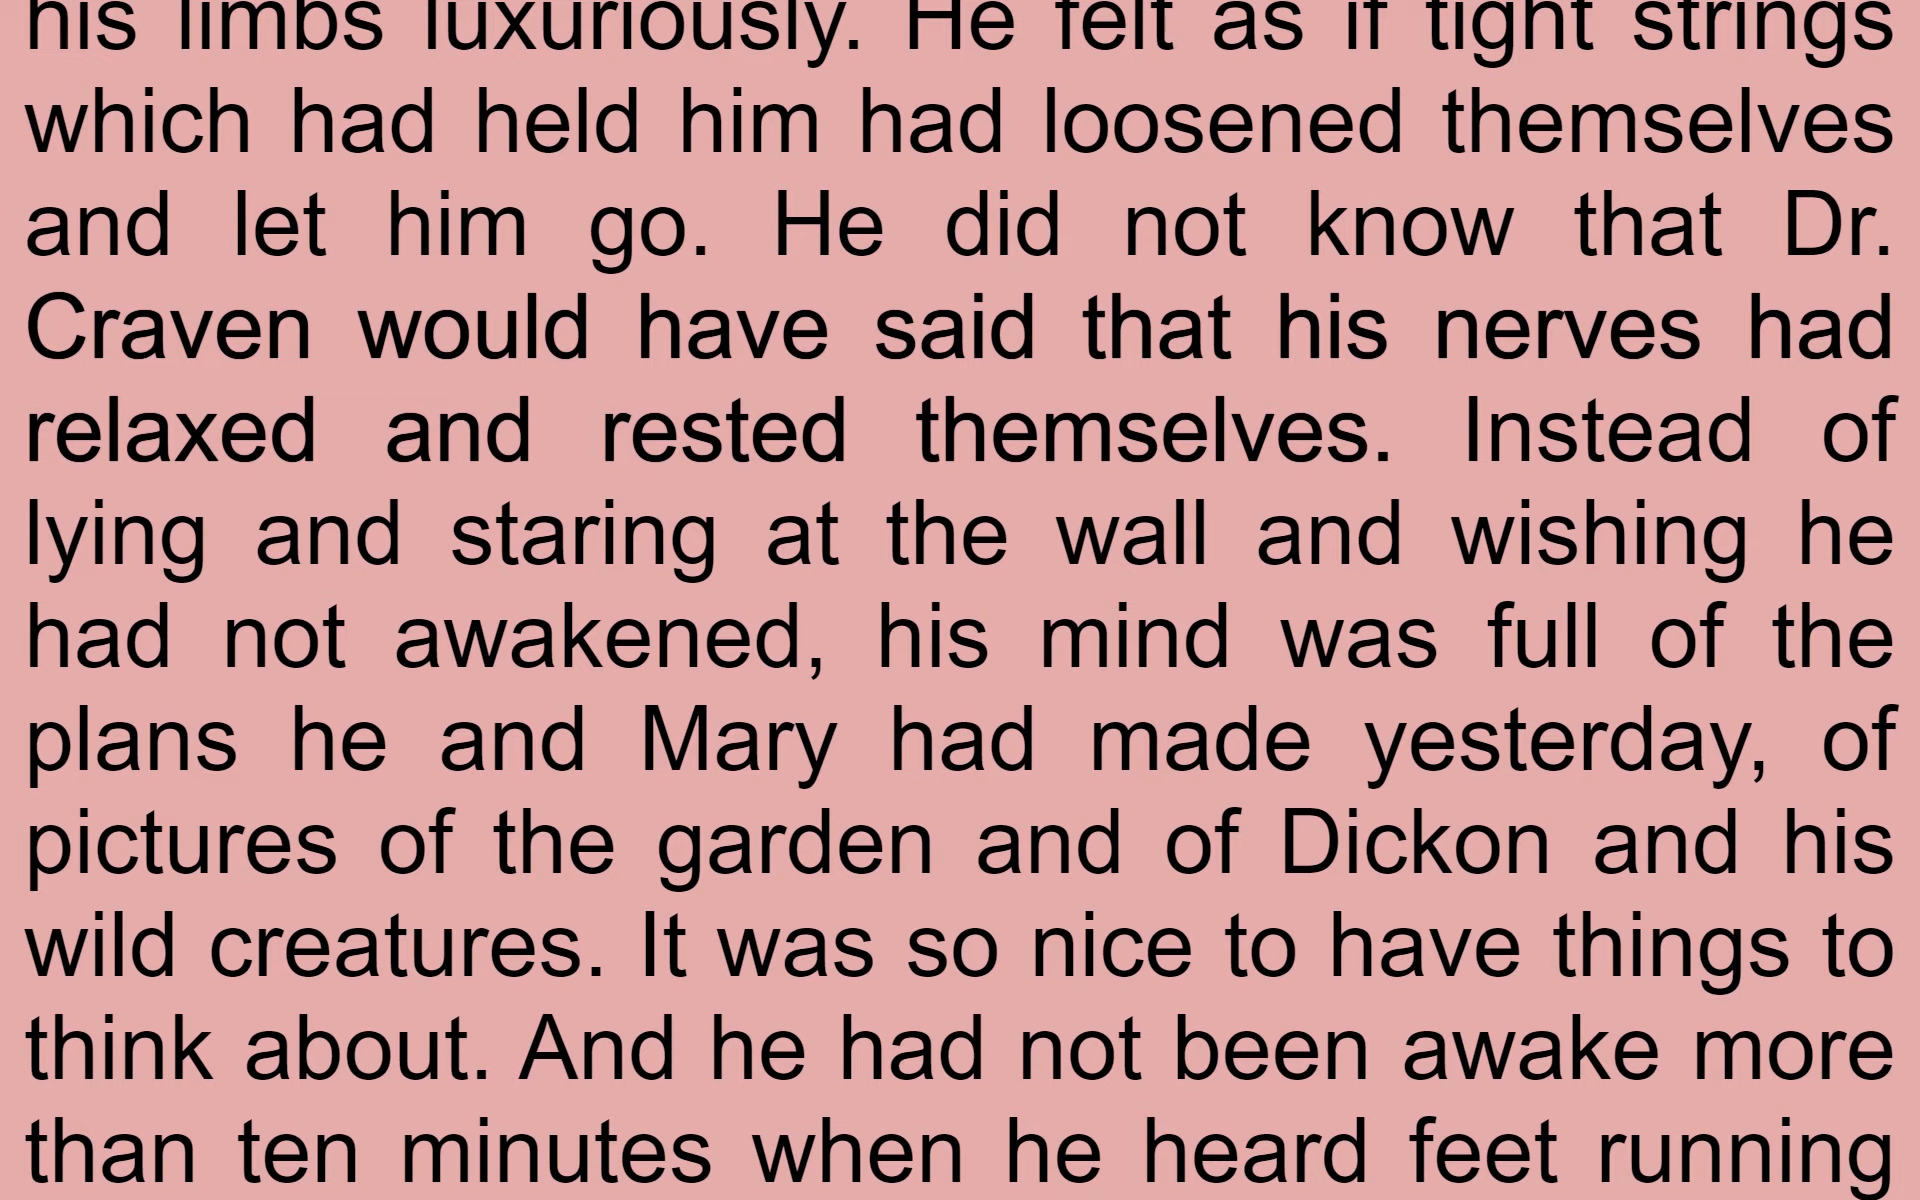 his limbs luxuriously. He felt as if tight strings
which had held him had loosened themselves
and let him go. He did not know that Dr.
Craven would have said that his nerves had
relaxed and rested themselves. Instead of
lying and staring at the wall and wishing he
had not awakened, his mind was full of the
plans he and Mary had made yesterday, of
pictures of the garden and of Dickon and his
wild creatures. It was so nice to have things to
think about. And he had not been awake more
than ten minutes when he heard feet running